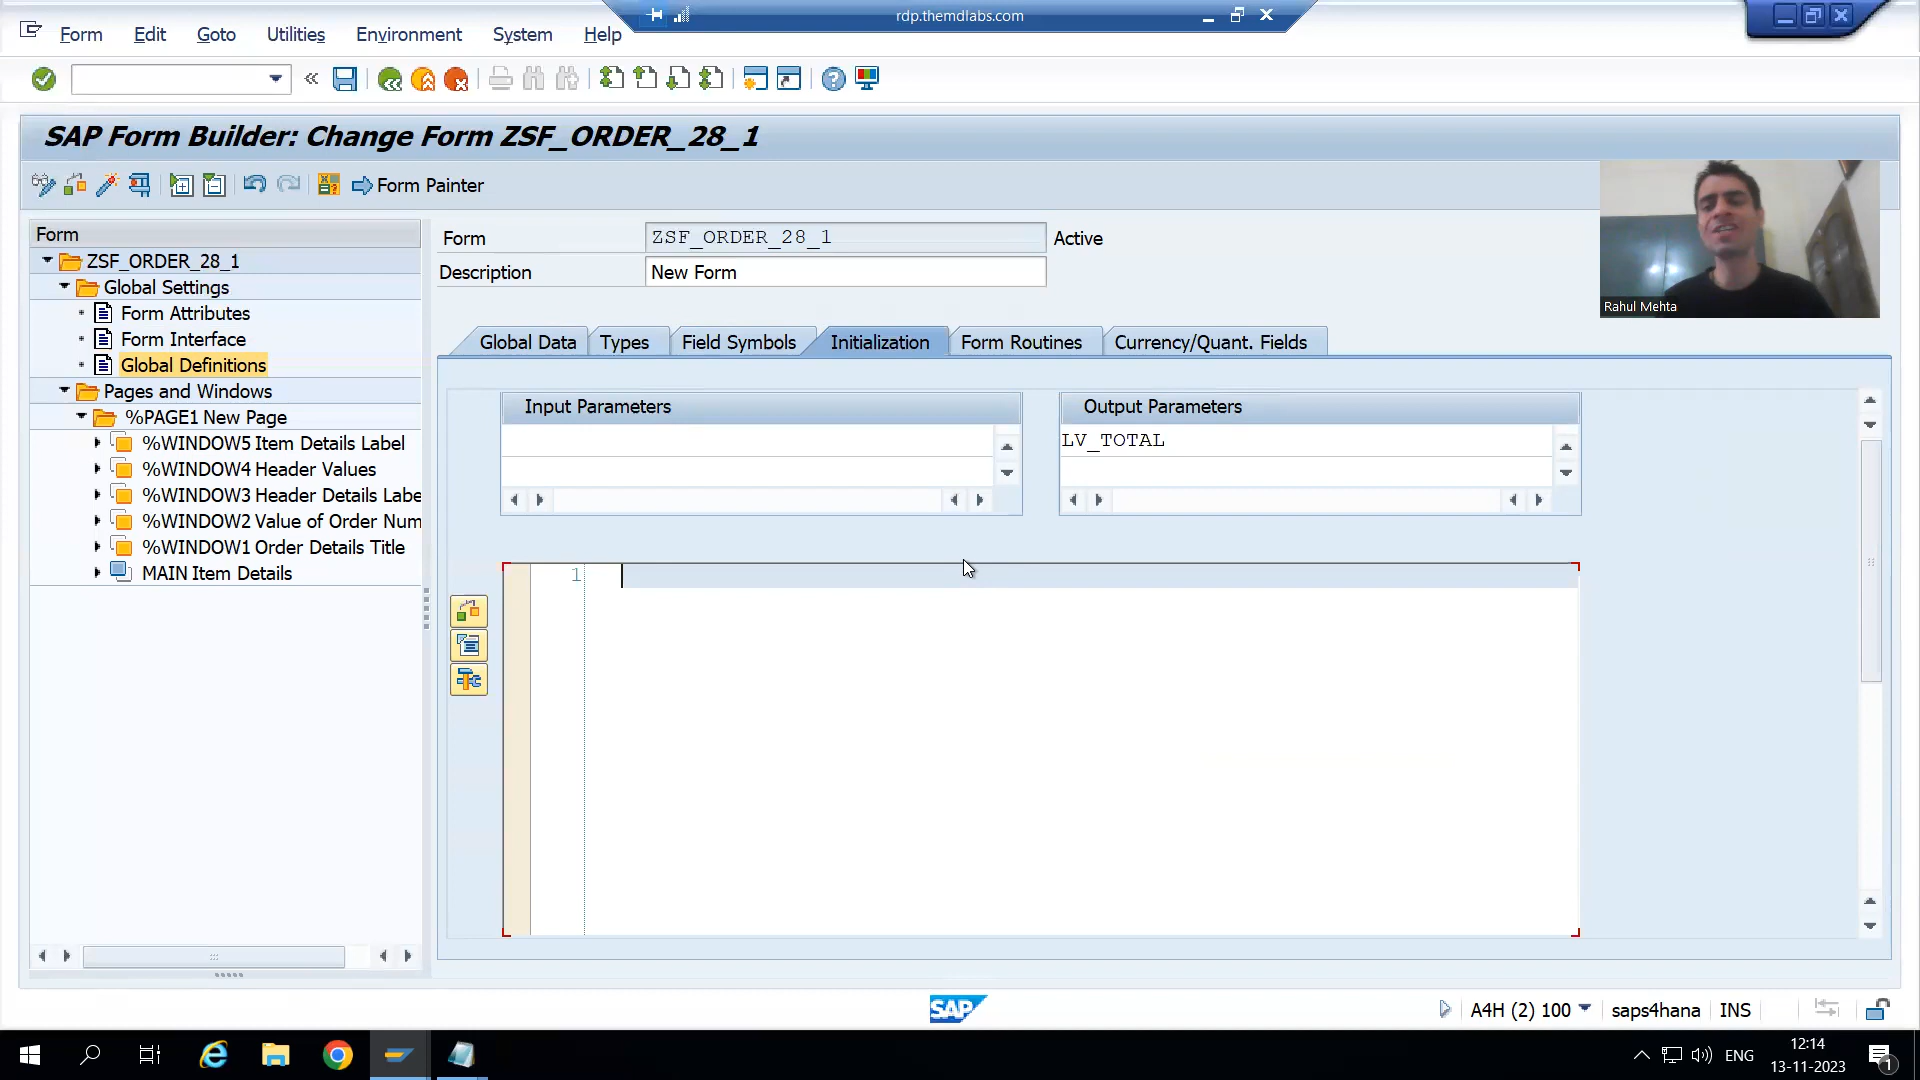 rdp.themdlabs.com
Form Edit Goto Utilities Environment System Help
SAP Form Builder: Change Form ZSF_ORDER_28_1
Form Painter
Form
ZSF_ORDER_28_1
Global Settings
Form Attributes
Form Interface
Global Definitions
Pages and Windows
%PAGE1 New Page
%WINDOW5 Item Details Label
%WINDOW4 Header Values
%WINDOW3 Header Details Labe
%WINDOW2 Value of Order Num
%WINDOW1 Order Details Title
MAIN Item Details
Form ZSF_ORDER_28_1 Active
Description New Form
Rahul Mehta
Global Data Types Field Symbols Initialization Form Routines Currency/Quant. Fields
Input Parameters Output Parameters
LV_TOTAL
1
SAP
A4H (2) 100 saps4hana INS
ENG
12:14
13-11-2023
1